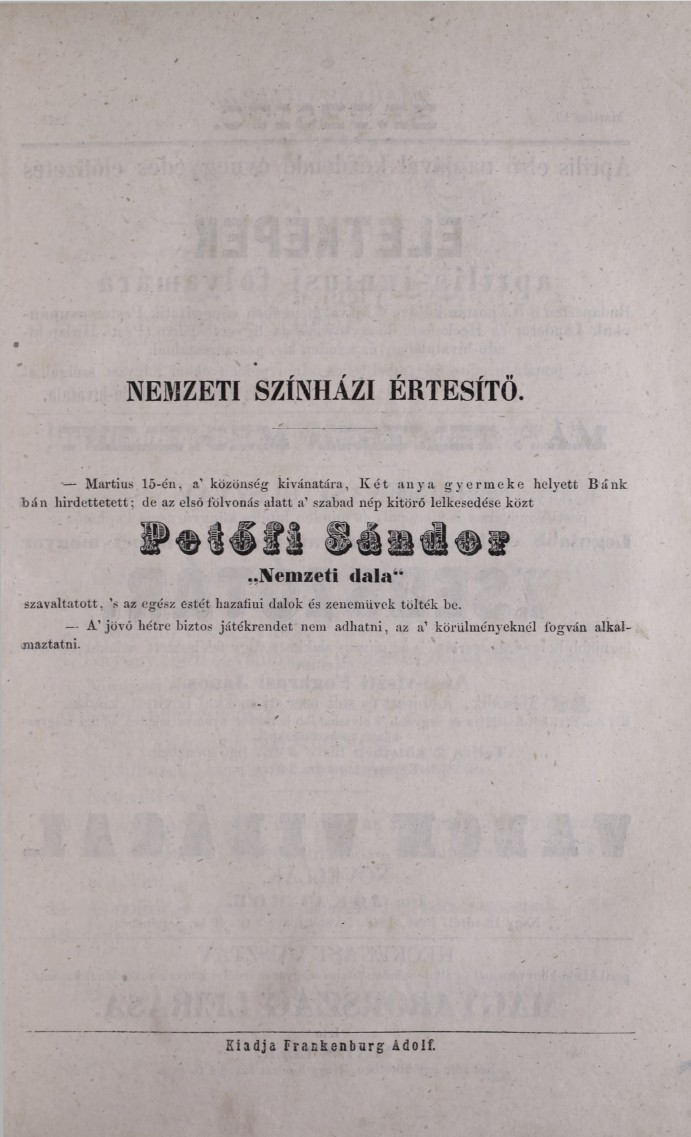 NEMZETI SZÍNHÁZI ÉRTESÍTŐ.
— Martius 15-én, a' közönség kivánatára, Két anya gyermeke helyett Bánk
bán hirdettetett; de az első fölvonás alatt a' szabad nép kitörő lelkesedése közt
Petőfi Sándor
„Nemzeti dala“
szavaltatott, 's az egész estét hazafiui dalok és zeneművek tölték be.
— A' jövő hétre biztos játékrendet nem adhatni, az a' körülményeknél fogván alkal-
maztatni.
Kiadja Frankenburg Adolf.